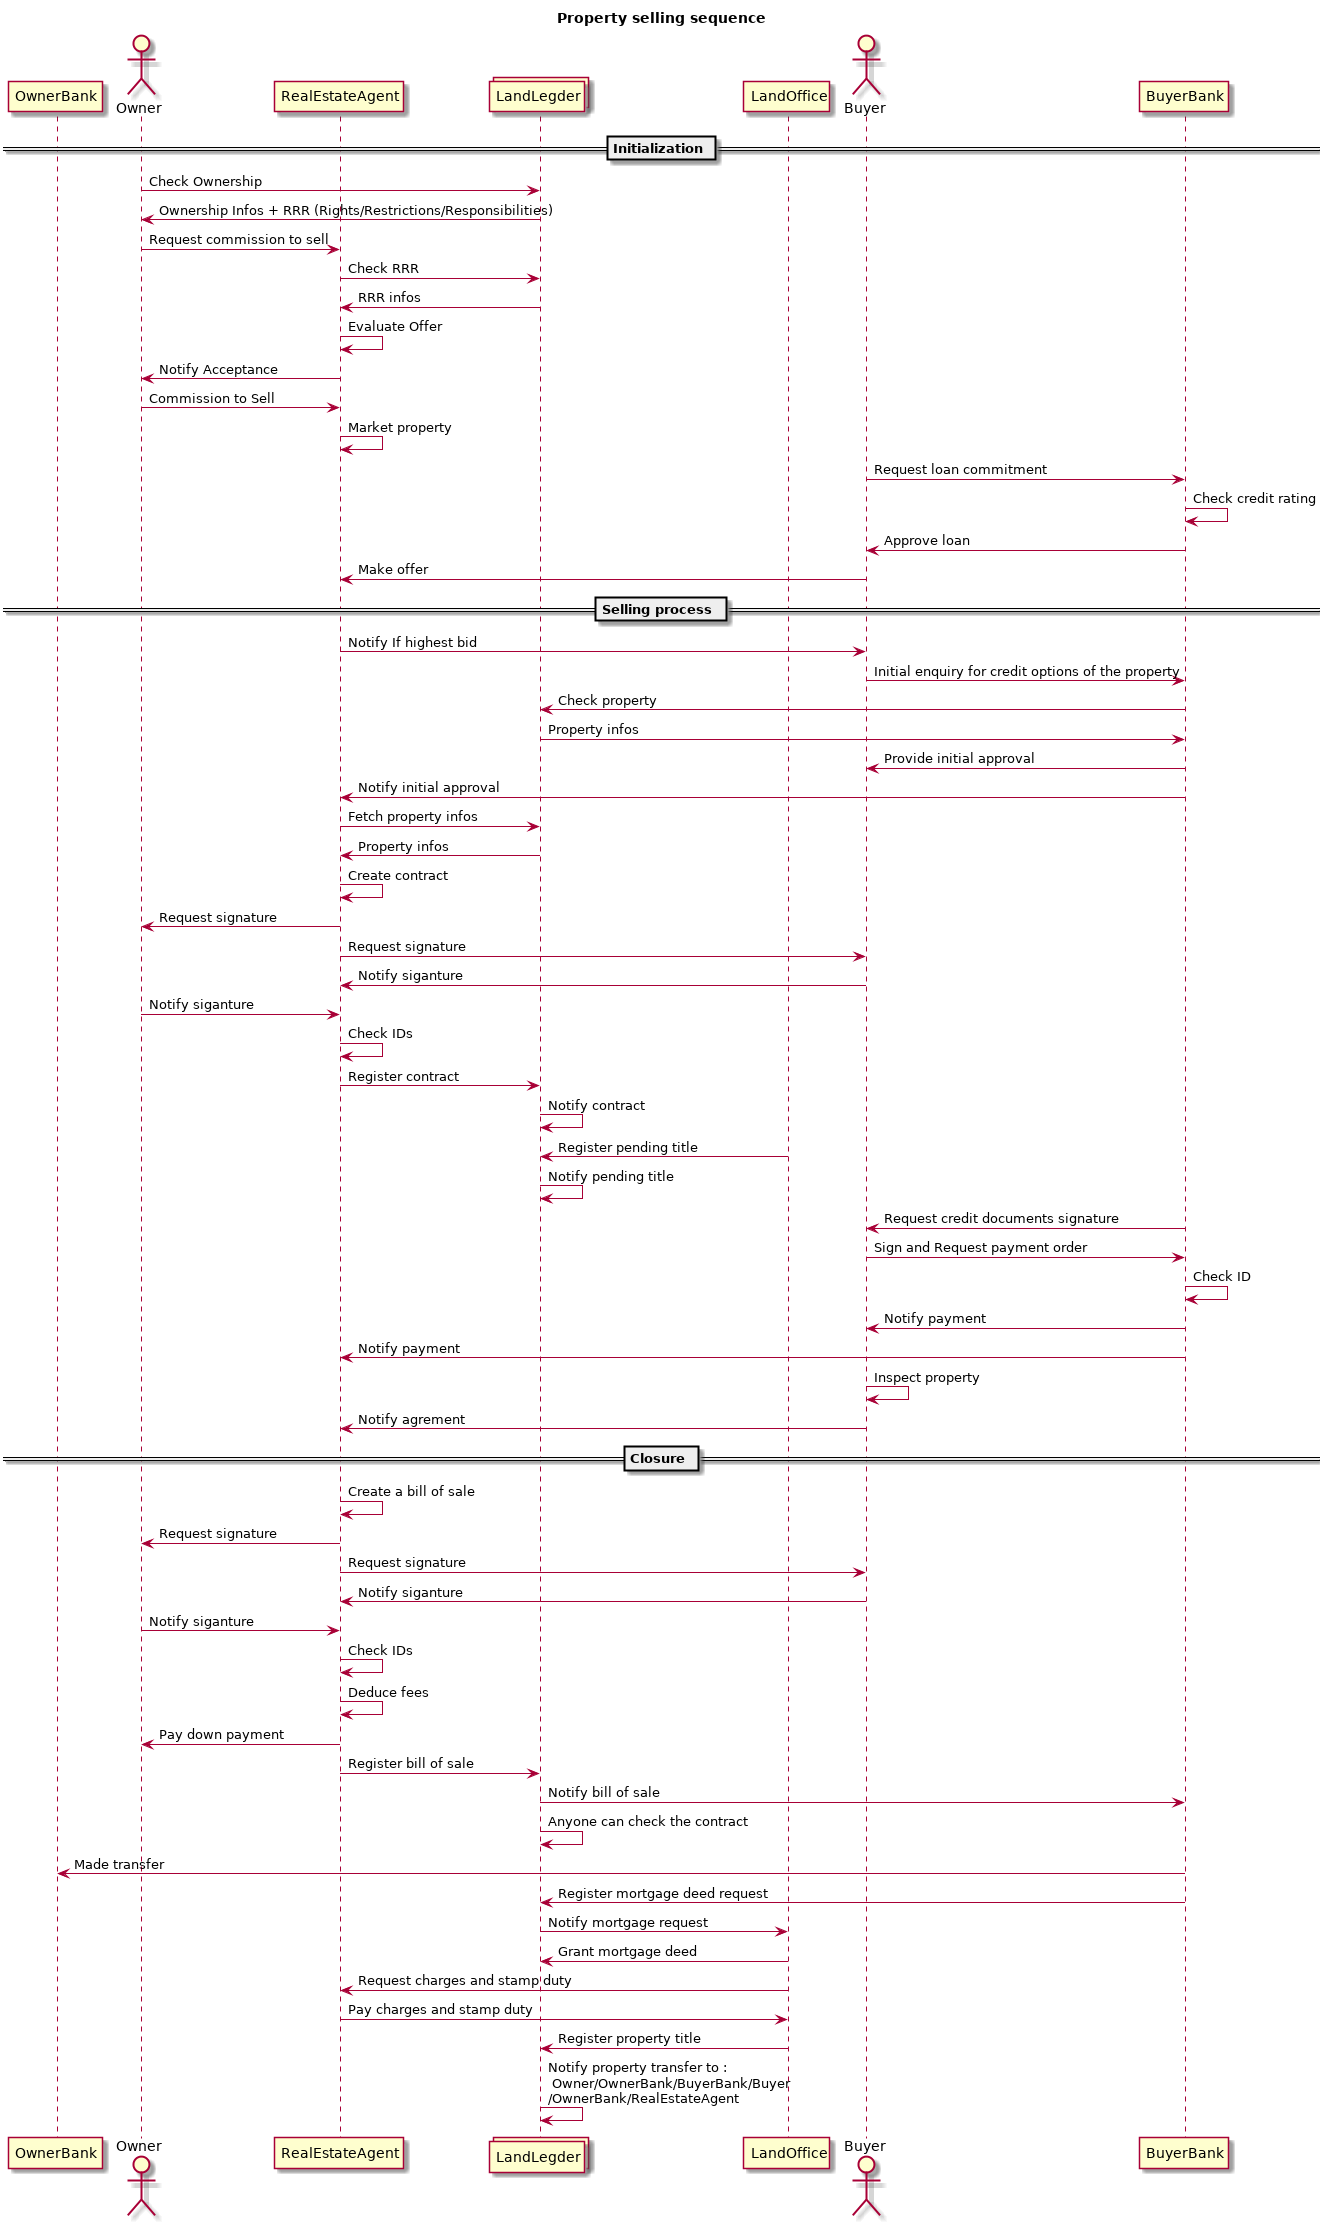 Property selling sequence
OwnerBank
Owner
RealEstateAgent
LandLegder
LandOffice
Buyer
BuyerBank
Initialization
Check Ownership
Ownership Infos + RRR (Rights/Restrictions/Responsibilities)
Request commission to sell
Check RRR
RRR infos
Evaluate Offer
Notify Acceptance
Commission to Sell
Market property
Request loan commitment
Check credit rating
Approve loan
Make offer
Selling process
Notify If highest bid
Initial enquiry for credit options of the property
Check property
Property infos
Provide initial approval
Notify initial approval
Fetch property infos
Property infos
Create contract
Request signature
Request signature
Notify siganture
Notify siganture
Check IDs
Register contract
Notify contract
Register pending title
Notify pending title
Request credit documents signature
Sign and Request payment order
Check ID
Notify payment
Notify payment
Inspect property
Notify agrement
Closure
Create a bill of sale
Request signature
Request signature
Notify siganture
Notify siganture
Check IDs
Deduce fees
Pay down payment
Register bill of sale
Notify bill of sale
Anyone can check the contract
Made transfer
Register mortgage deed request
Notify mortgage request
Grant mortgage deed
Request charges and stamp duty
Pay charges and stamp duty
Register property title
Notify property transfer to :
Owner/OwnerBank/BuyerBank/Buyer
/OwnerBank/RealEstateAgent
OwnerBank
Owner
RealEstateAgent
LandLegder
LandOffice
Buyer
BuyerBank